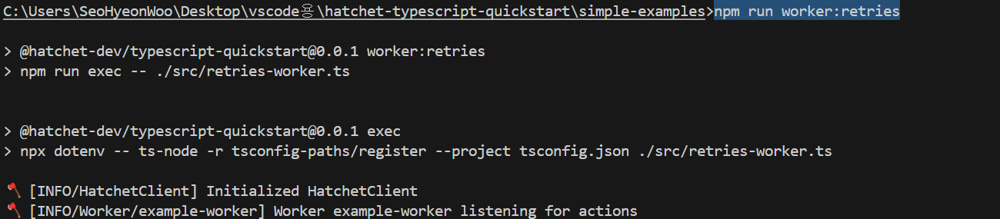 C:\Users\SeoHyeonWoo\Desktop\vscode용\hatchet-typescript-quickstart\simple-examples>npm run worker:retries
> @hatchet-dev/typescript-quickstart@0.0.1 worker:retries
> npm run exec -- ./src/retries-worker.ts
> @hatchet-dev/typescript-quickstart@0.0.1 exec
> npx dotenv -- ts-node -r tsconfig-paths/register --project tsconfig.json ./src/retries-worker.ts
🪓 [INFO/HatchetClient] Initialized HatchetClient
🪓 [INFO/Worker/example-worker] Worker example-worker listening for actions